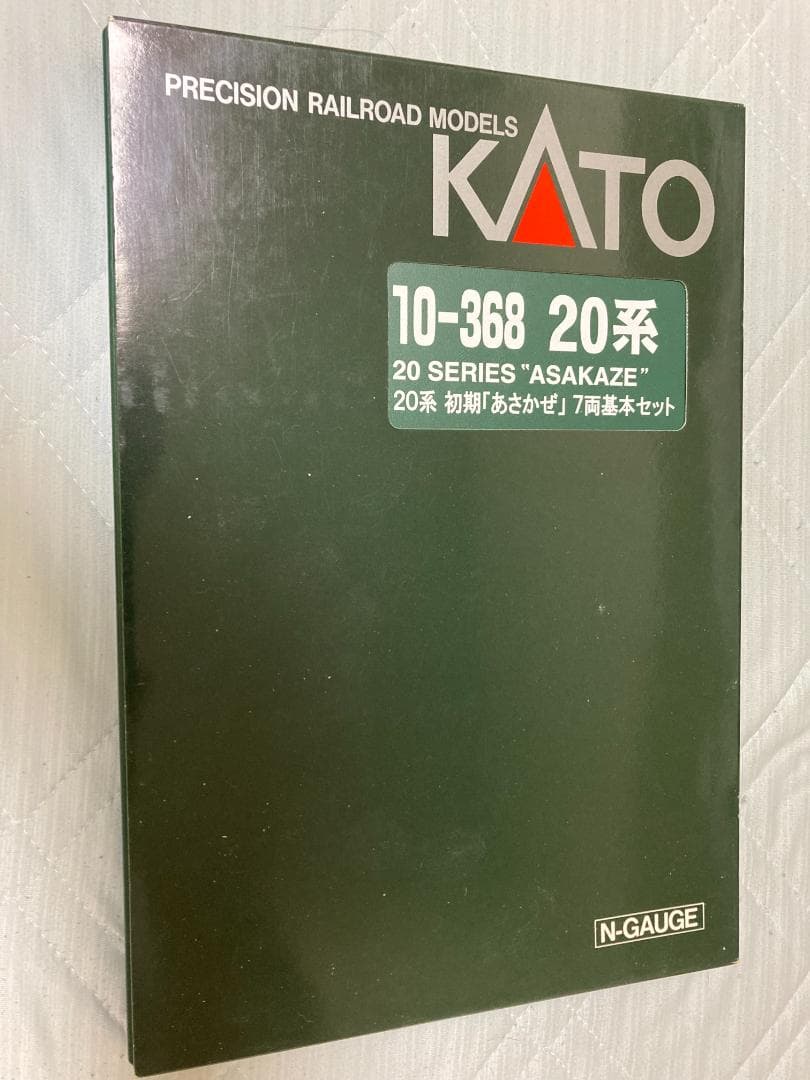 PRECISION RAILROAD MODELS
KATO
10-368 20系
20 SERIES "ASAKAZE"
20系 初期「あさかぜ」7両基本セット
N-GAUGE